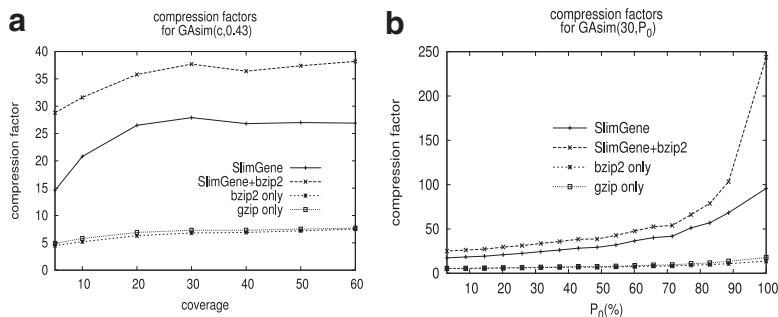 a
compression factors
for GAsim(c,0.43)
40
35
30
25
20
15
10
5
0
compression factor
SlimGene
SlimGene+bzip2
bzip2 only
gzip only
10 20 30 40 50 60
coverage
b
compression factors
for GAsim(30,P0)
250
200
150
100
50
0
compression factor
SlimGene
SlimGene+bzip2
bzip2 only
gzip only
10 20 30 40 50 60 70 80 90 100
P0(%)